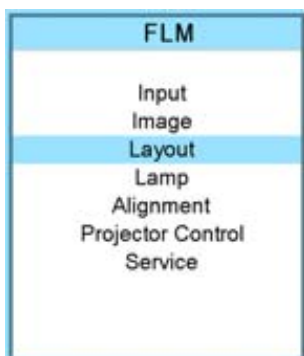 FLM
Input
Image
Layout
Lamp
Alignment
Projector Control
Service